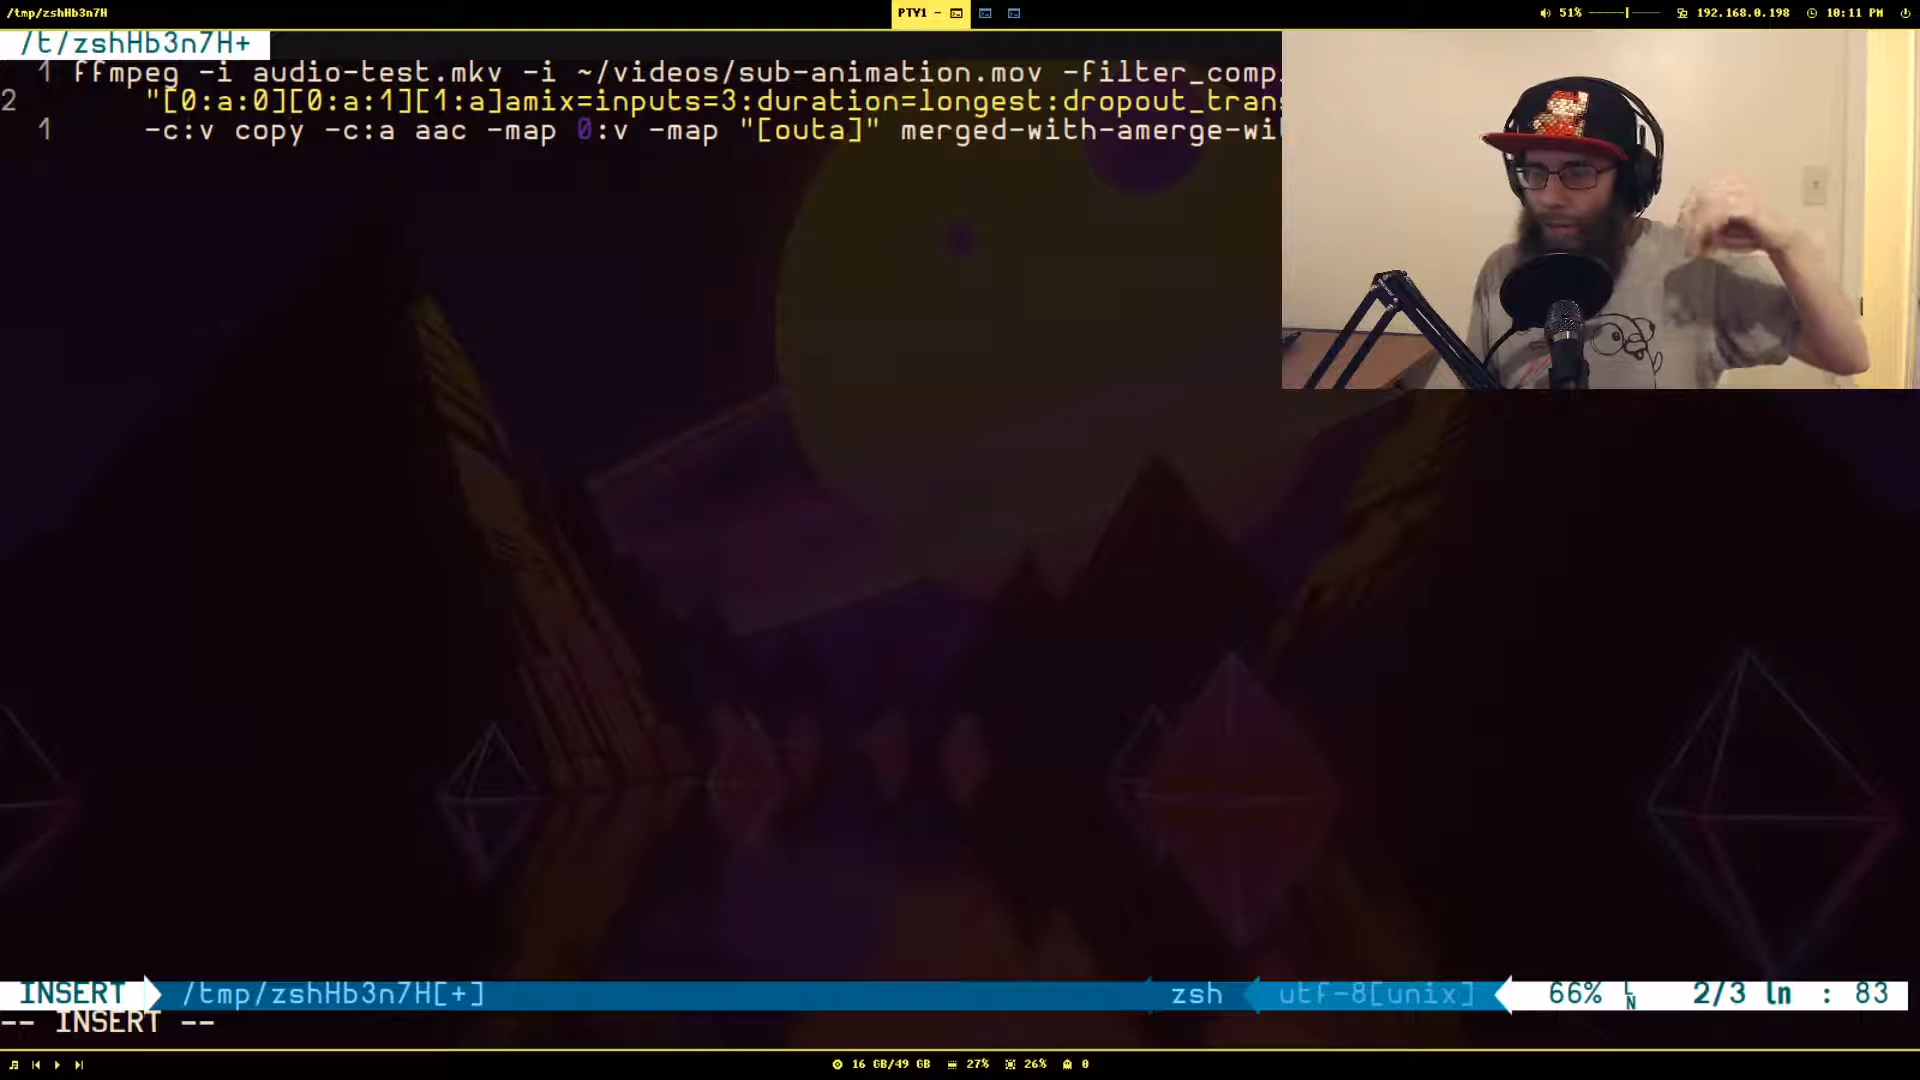 /tmp/zshHb3n7H
PTY1 -
51%
192.168.0.198
10:11 PM
/t/zshHb3n7H+
1 ffmpeg -i audio-test.mkv -i ~/videos/sub-animation.mov -filter_comp
2 "[0:a:0][0:a:1][1:a]amix=inputs=3:duration=longest:dropout_trans
1 -c:v copy -c:a aac -map 0:v -map "[outa]" merged-with-amerge-wi
INSERT /tmp/zshHb3n7H[+] zsh utf-8[unix] 66% LN 2/3 ln : 83
-- INSERT --
16 GB/49 GB 27% 26% 0